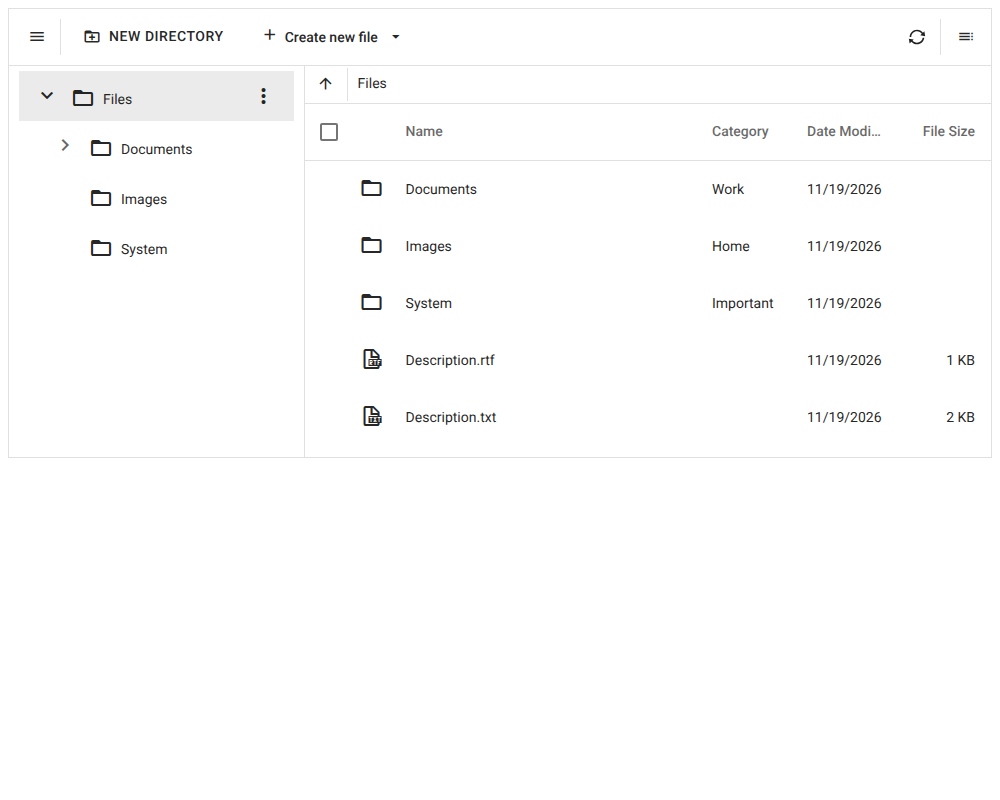 NEW DIRECTORY Create new file
Files
Documents
Images
System
Files
Name Category Date Modi... File Size
Documents Work 11/19/2026
Images Home 11/19/2026
System Important 11/19/2026
Description.rtf 11/19/2026 1 KB
Description.txt 11/19/2026 2 KB